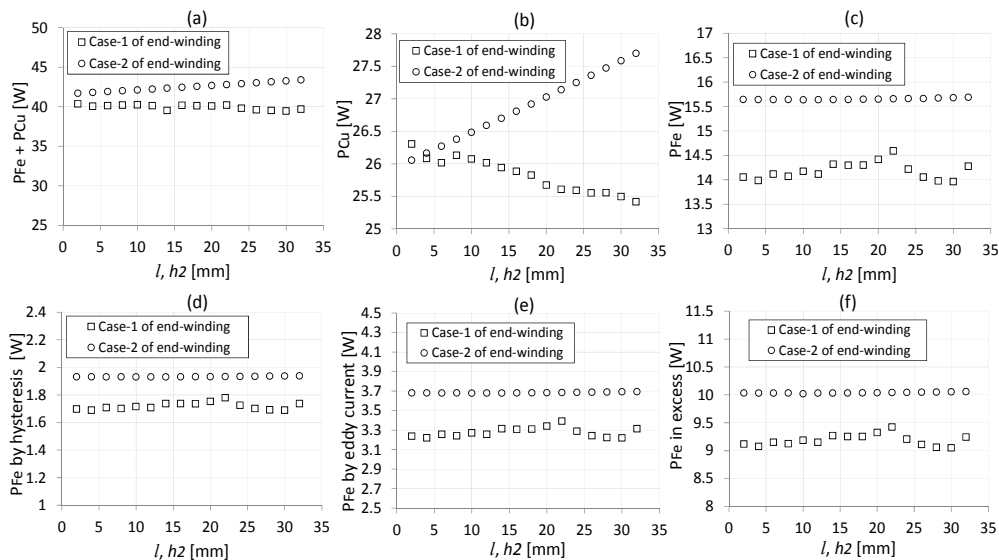 (a)
PFe + PCu [W]
50
45
40
35
30
25
Case-1 of end-winding
Case-2 of end-winding
0 5 10 15 20 25 30 35
l, h2 [mm]
(b)
PCu [W]
28
27.5
27
26.5
26
25.5
25
Case-1 of end-winding
Case-2 of end-winding
0 5 10 15 20 25 30 35
l, h2 [mm]
(c)
PFe [W]
17
16.5
16
15.5
15
14.5
14
13.5
13
Case-1 of end-winding
Case-2 of end-winding
0 5 10 15 20 25 30 35
l, h2 [mm]
(d)
PFe by hysteresis [W]
2.4
2.2
2
1.8
1.6
1.4
1.2
1
Case-1 of end-winding
Case-2 of end-winding
0 5 10 15 20 25 30 35
l, h2 [mm]
(e)
PFe by eddy current [W]
4.5
4.3
4.1
3.9
3.7
3.5
3.3
3.1
2.9
2.7
2.5
Case-1 of end-winding
Case-2 of end-winding
0 5 10 15 20 25 30 35
l, h2 [mm]
(f)
PFe in excess [W]
11.5
11
10.5
10
9.5
9
8.5
8
Case-1 of end-winding
Case-2 of end-winding
0 5 10 15 20 25 30 35
l, h2 [mm]